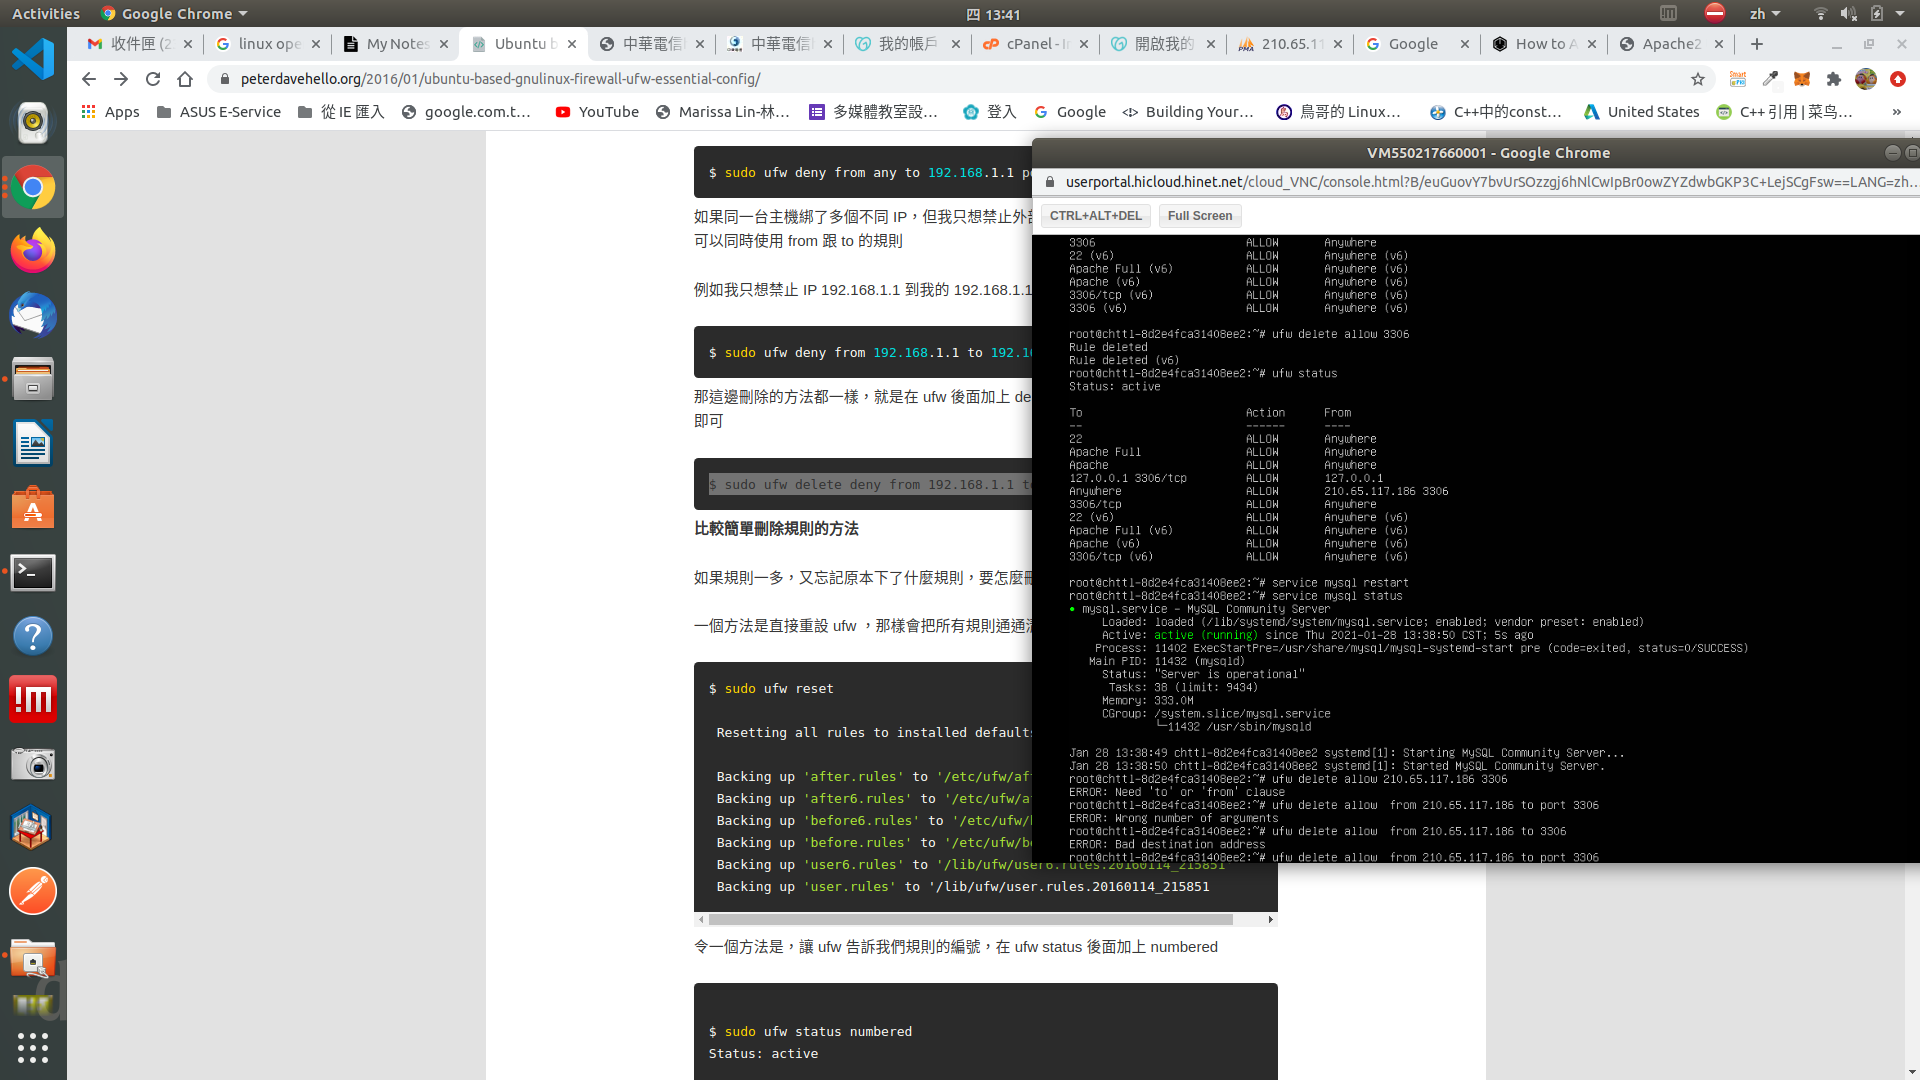 Activities
Google Chrome
四 13:41
zh
收件匣 (2
linux ope
My Notes
Ubuntu b
中華電信
中華電信
我的帳戶
cPanel - I
開啟我的
210.65.11
Google
How to A
Apache2
peterdavehello.org/2016/01/ubuntu-based-gnulinux-firewall-ufw-essential-config/
Apps
ASUS E-Service
從 IE 匯入
google.com.t…
YouTube
Marissa Lin-林…
多媒體教室設…
登入
Google
Building Your…
鳥哥的 Linux…
C++中的const…
United States
C++ 引用 | 菜鸟…
»
$ sudo ufw deny from any to 192.168.1.1 p
如果同一台主機綁了多個不同 IP，但我只想禁止外
可以同時使用 from 跟 to 的規則
例如我只想禁止 IP 192.168.1.1 到我的 192.168.1.1
$ sudo ufw deny from 192.168.1.1 to 192.1
那這邊刪除的方法都一樣，就是在 ufw 後面加上 de
即可
$ sudo ufw delete deny from 192.168.1.1 t
比較簡單刪除規則的方法
如果規則一多，又忘記原本下了什麼規則，要怎麼
一個方法是直接重設 ufw ，那樣會把所有規則通通
$ sudo ufw reset
Resetting all rules to installed defaults
Backing up 'after.rules' to '/etc/ufw/af
Backing up 'after6.rules' to '/etc/ufw/a
Backing up 'before6.rules' to '/etc/ufw/
Backing up 'before.rules' to '/etc/ufw/b
Backing up 'user6.rules' to '/lib/ufw/user6.rules.20160114_215851
Backing up 'user.rules' to '/lib/ufw/user.rules.20160114_215851
令一個方法是，讓 ufw 告訴我們規則的編號，在 ufw status 後面加上 numbered
$ sudo ufw status numbered
Status: active
VM550217660001 - Google Chrome
userportal.hicloud.hinet.net/cloud_VNC/console.html?B/euGuovY7bvUrSOzzgj6hNlCwIpBr0owZYZdwbGKP3C+LejSCgFsw==LANG=zh…
CTRL+ALT+DEL
Full Screen
3306 ALLOW Anywhere
22 (v6) ALLOW Anywhere (v6)
Apache Full (v6) ALLOW Anywhere (v6)
Apache (v6) ALLOW Anywhere (v6)
3306/tcp (v6) ALLOW Anywhere (v6)
3306 (v6) ALLOW Anywhere (v6)
root@chttl-8d2e4fca31408ee2:~# ufw delete allow 3306
Rule deleted
Rule deleted (v6)
root@chttl-8d2e4fca31408ee2:~# ufw status
Status: active
To Action From
-- ------ ----
22 ALLOW Anywhere
Apache Full ALLOW Anywhere
Apache ALLOW Anywhere
127.0.0.1 3306/tcp ALLOW 127.0.0.1
Anywhere ALLOW 210.65.117.186 3306
3306/tcp ALLOW Anywhere
22 (v6) ALLOW Anywhere (v6)
Apache Full (v6) ALLOW Anywhere (v6)
Apache (v6) ALLOW Anywhere (v6)
3306/tcp (v6) ALLOW Anywhere (v6)
root@chttl-8d2e4fca31408ee2:~# service mysql restart
root@chttl-8d2e4fca31408ee2:~# service mysql status
● mysql.service - MySQL Community Server
Loaded: loaded (/lib/systemd/system/mysql.service; enabled; vendor preset: enabled)
Active: active (running) since Thu 2021-01-28 13:38:50 CST; 5s ago
Process: 11402 ExecStartPre=/usr/share/mysql/mysql-systemd-start pre (code=exited, status=0/SUCCESS)
Main PID: 11432 (mysqld)
Status: "Server is operational"
Tasks: 38 (limit: 9434)
Memory: 333.0M
CGroup: /system.slice/mysql.service
└─11432 /usr/sbin/mysqld
Jan 28 13:38:49 chttl-8d2e4fca31408ee2 systemd[1]: Starting MySQL Community Server...
Jan 28 13:38:50 chttl-8d2e4fca31408ee2 systemd[1]: Started MySQL Community Server.
root@chttl-8d2e4fca31408ee2:~# ufw delete allow 210.65.117.186 3306
ERROR: Need 'to' or 'from' clause
root@chttl-8d2e4fca31408ee2:~# ufw delete allow  from 210.65.117.186 to port 3306
ERROR: Wrong number of arguments
root@chttl-8d2e4fca31408ee2:~# ufw delete allow  from 210.65.117.186 to 3306
ERROR: Bad destination address
root@chttl-8d2e4fca31408ee2:~# ufw delete allow  from 210.65.117.186 to port 3306